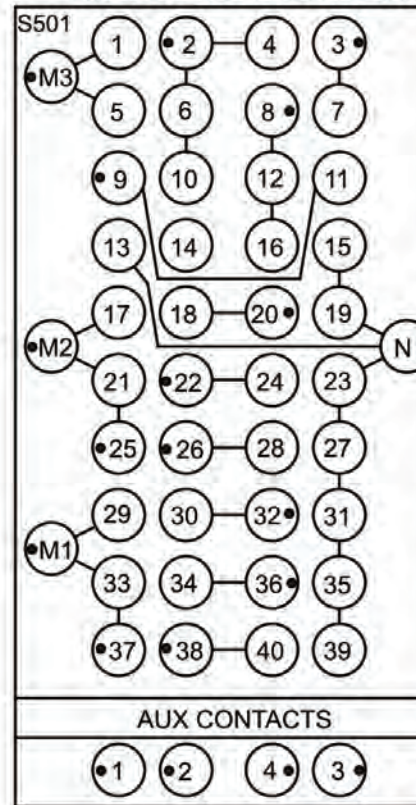 S501
1 2 4 3
M3
5 6 8 7
9 10 12 11
13 14 16 15
17 18 20 19
M2 N
21 22 24 23
25 26 28 27
29 30 32 31
M1
33 34 36 35
37 38 40 39
AUX CONTACTS
1 2 4 3